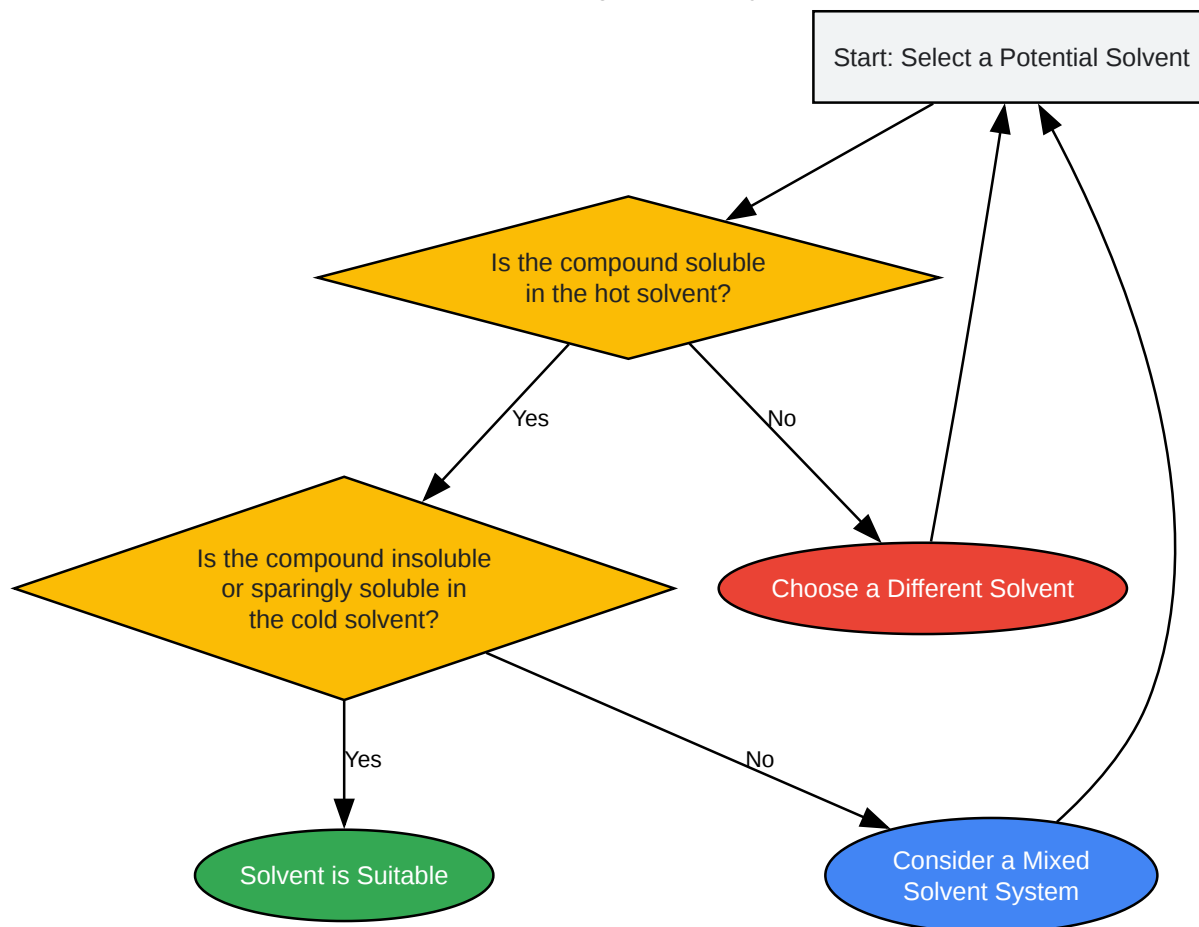 Start: Select a Potential Solvent
Is the compound soluble
in the hot solvent?
Yes
No
Is the compound insoluble
or sparingly soluble in
the cold solvent?
Choose a Different Solvent
Yes
No
Solvent is Suitable
Consider a Mixed
Solvent System